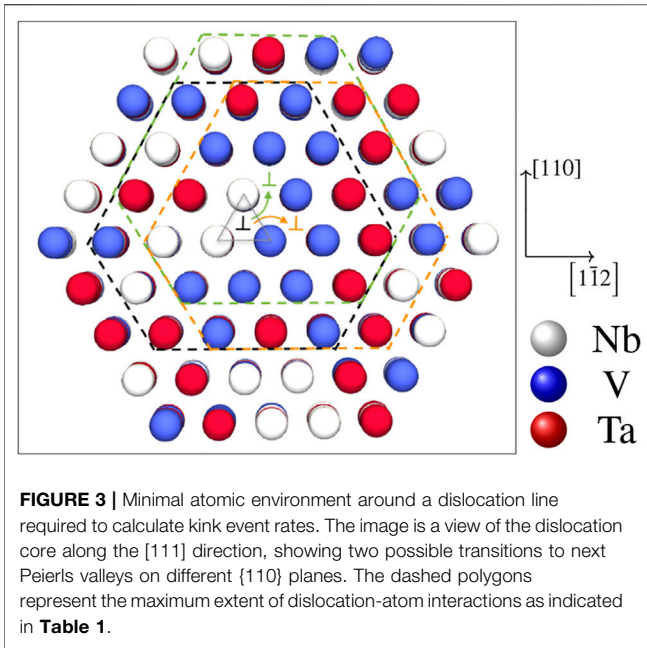 [110]
[11̄2]
Nb
V
Ta
FIGURE 3 | Minimal atomic environment around a dislocation line
required to calculate kink event rates. The image is a view of the dislocation
core along the [111] direction, showing two possible transitions to next
Peierls valleys on different {110} planes. The dashed polygons
represent the maximum extent of dislocation-atom interactions as indicated
in Table 1.